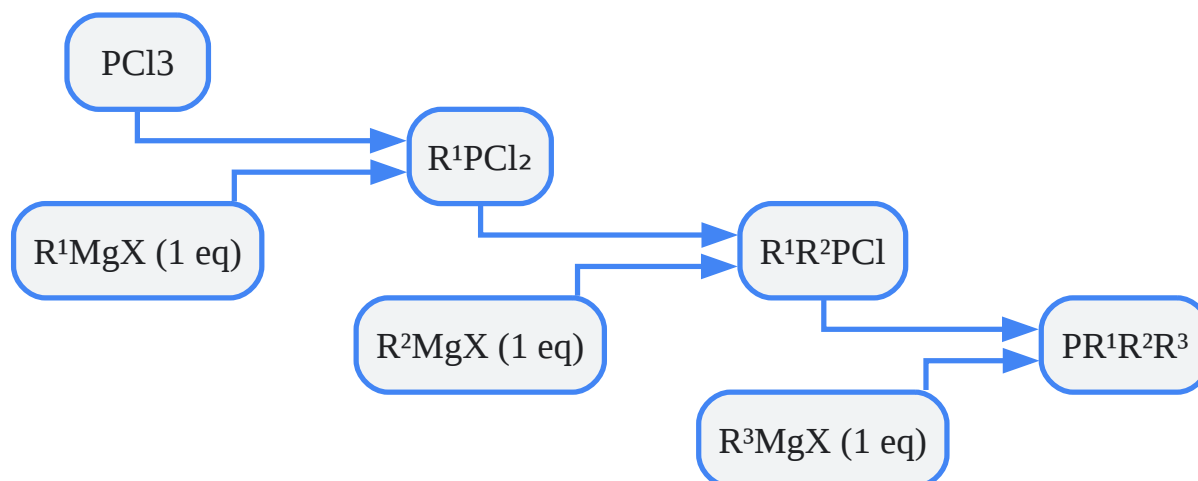 PCl3
R¹PCl₂
R¹MgX (1 eq)
R¹R²PCl
R²MgX (1 eq)
PR¹R²R³
R³MgX (1 eq)